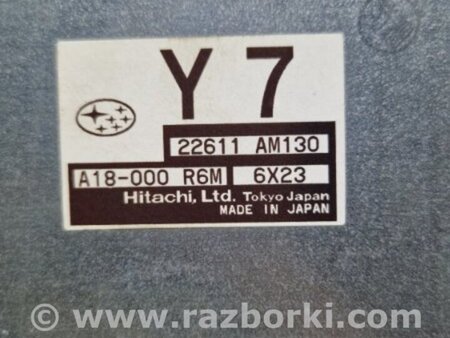 Y 7
22611 AM130
A18-000 R6M 6X23
Hitachi, Ltd. Tokyo Japan
MADE IN JAPAN
© www.razborki.com